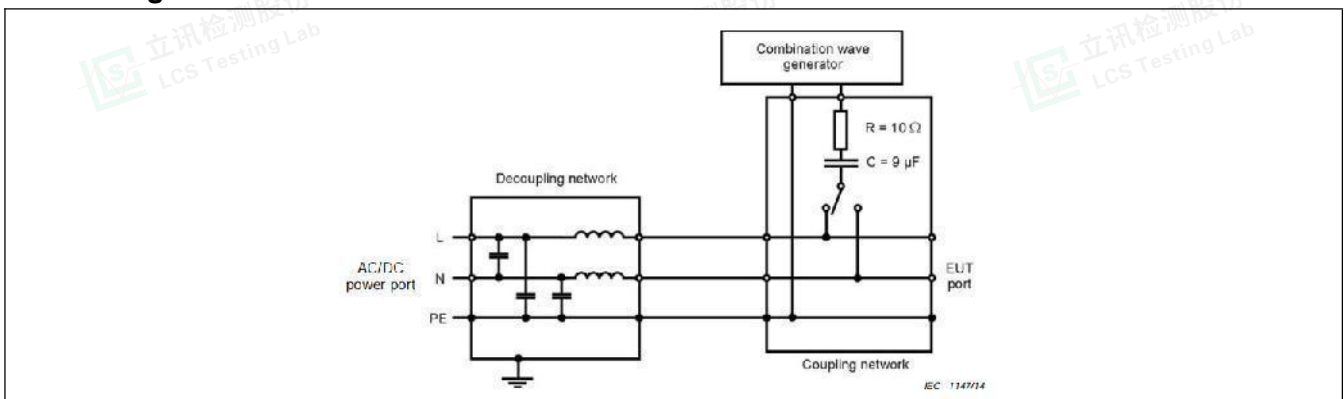 立讯检测股份
LCS Testing Lab
立讯检测股份
LCS Testing Lab
Combination wave
generator
R = 10 Ω
C = 9 µF
Decoupling network
L
AC/DC
power port
N
EUT
port
PE
Coupling network
IEC 1147/14